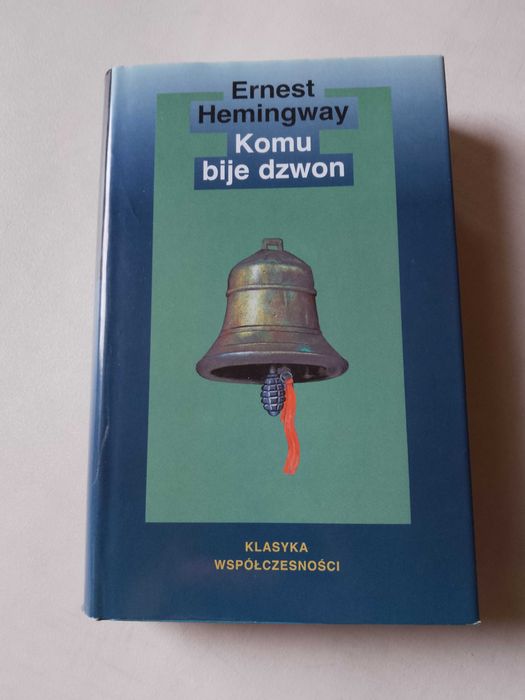 Ernest
Hemingway
Komu
bije dzwon
KLASYKA
WSPÓŁCZESNOŚCI